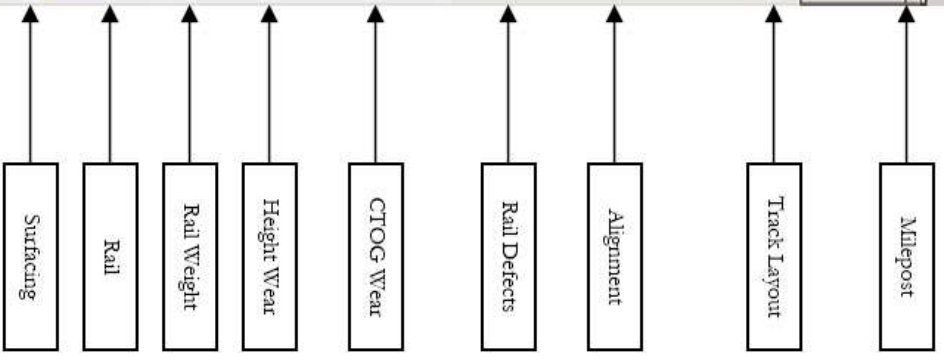 Surfacing
Rail
Rail Weight
Height Wear
CTOG Wear
Rail Defects
Alignment
Track Layout
Milepost